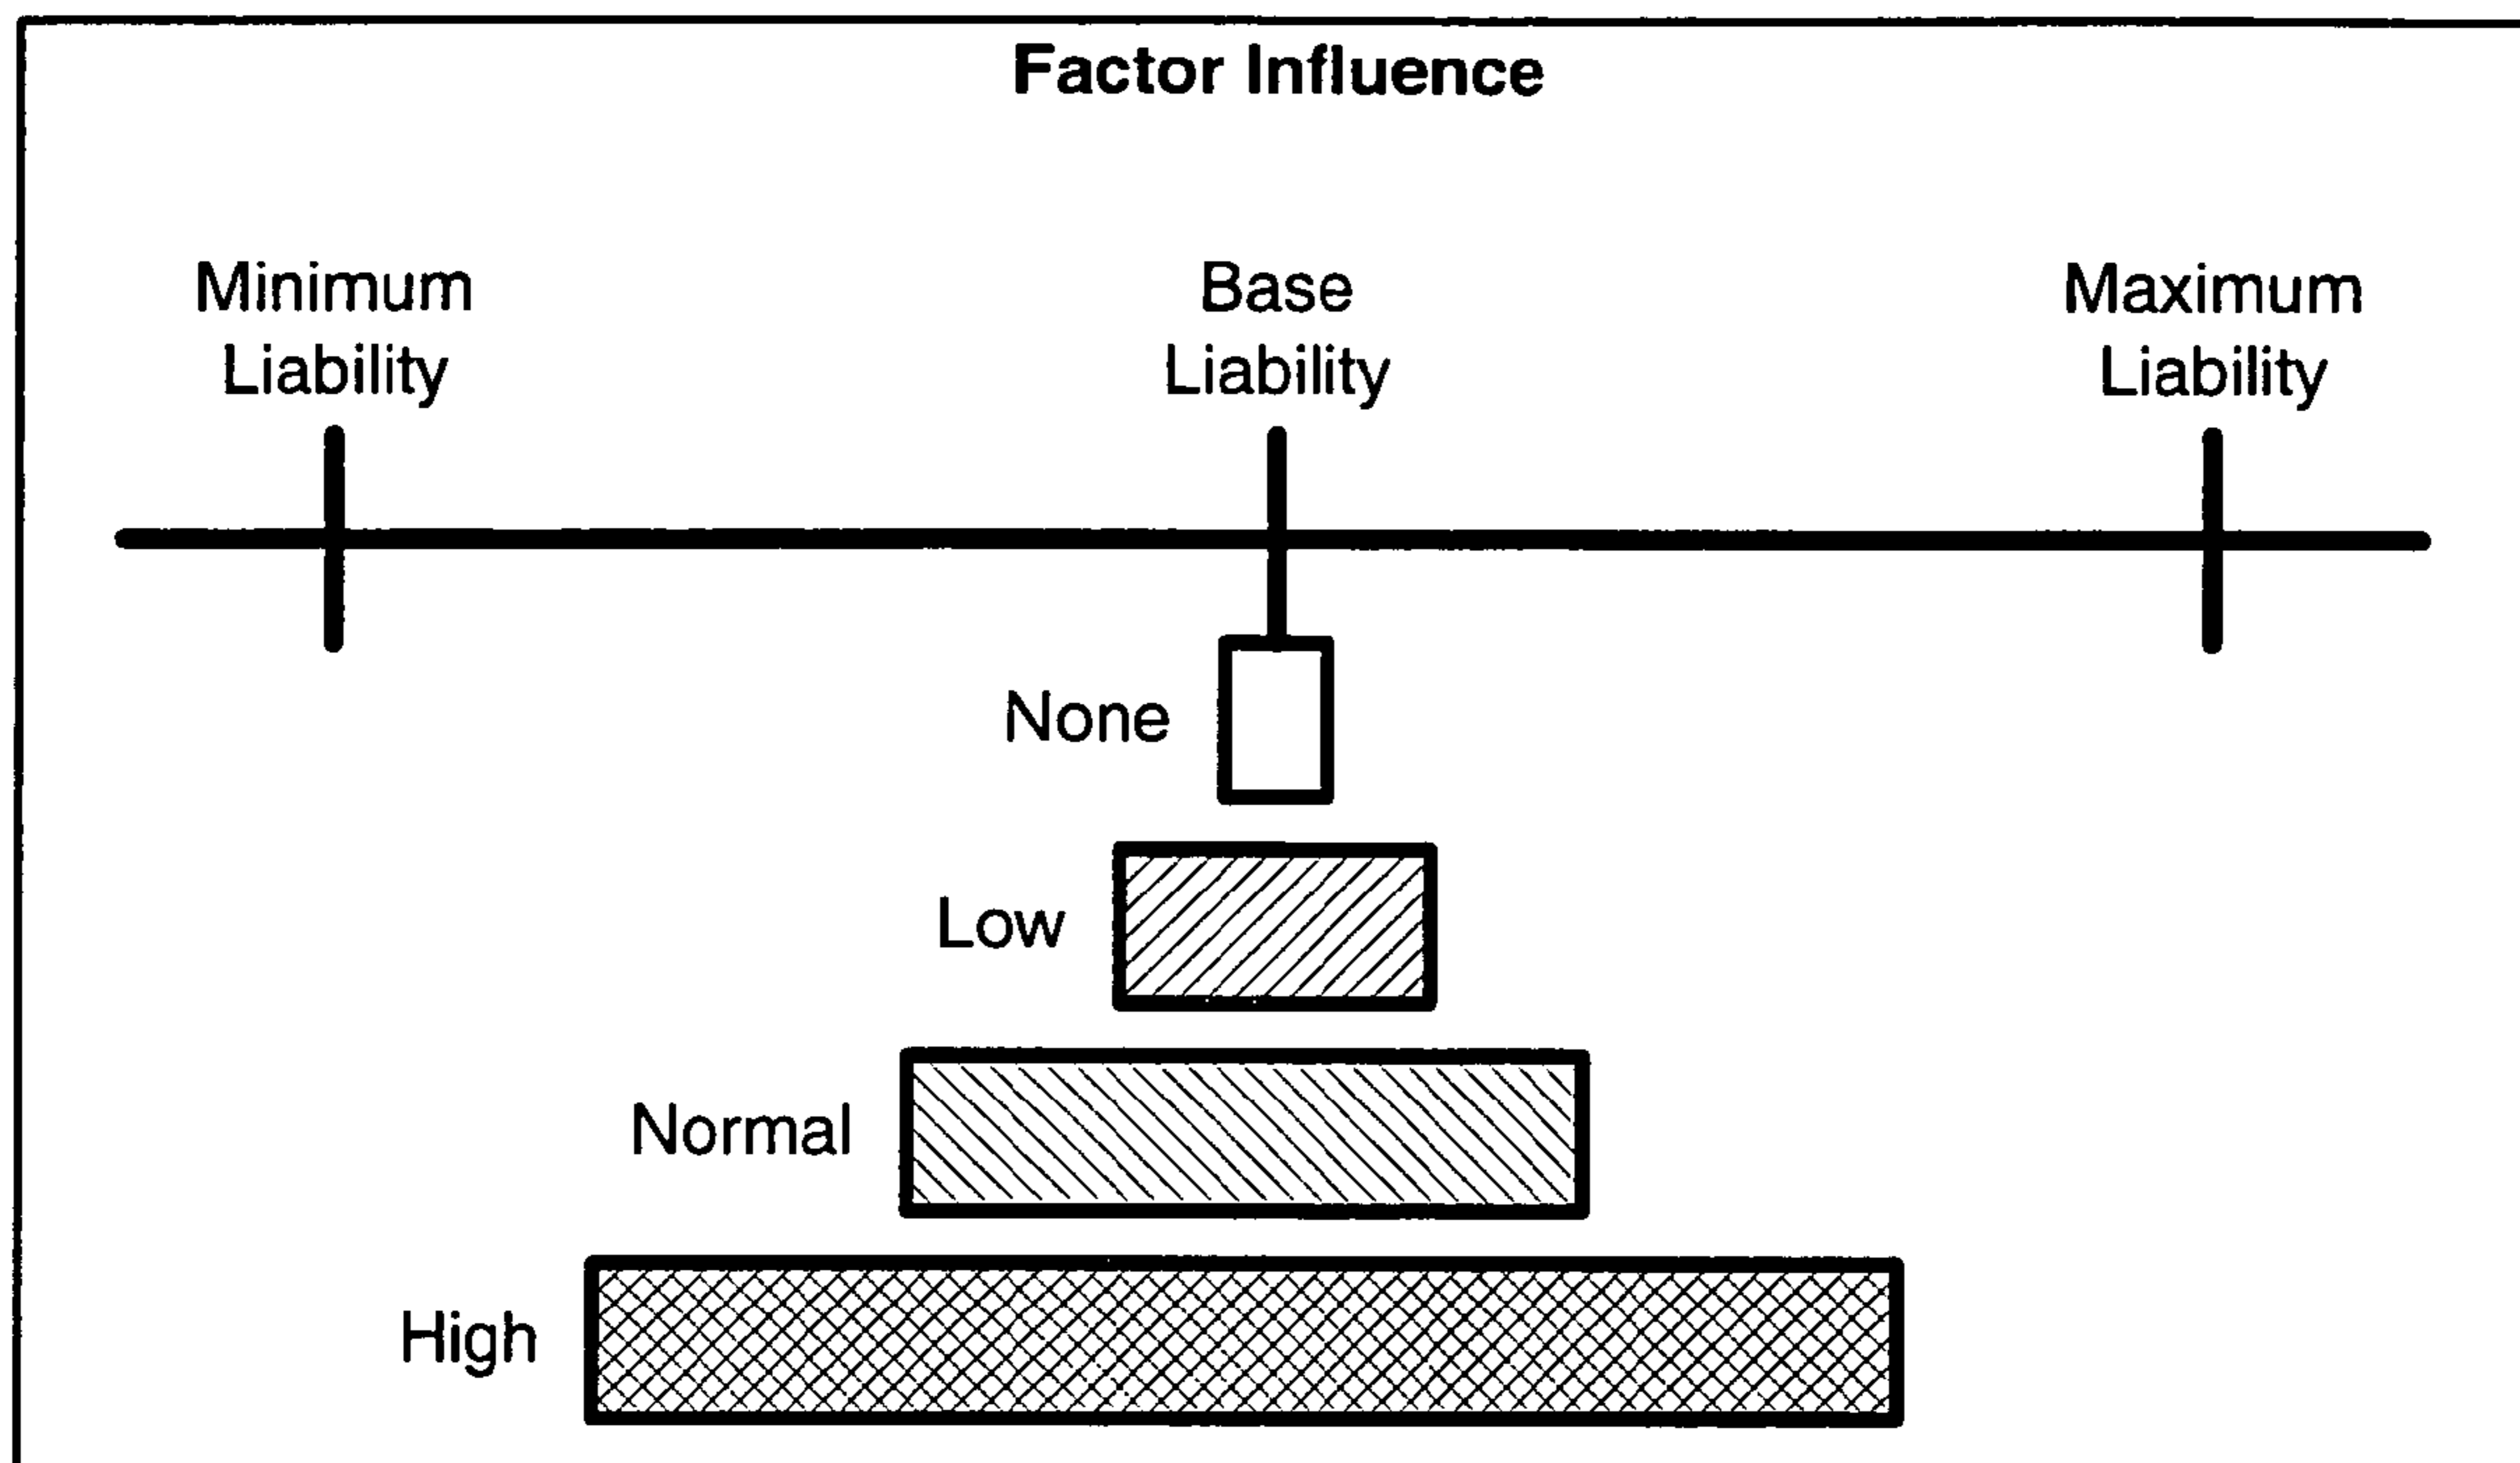 Factor Influence
Minimum
Liability
Base
Liability
Maximum
Liability
None
Low
Normal
High